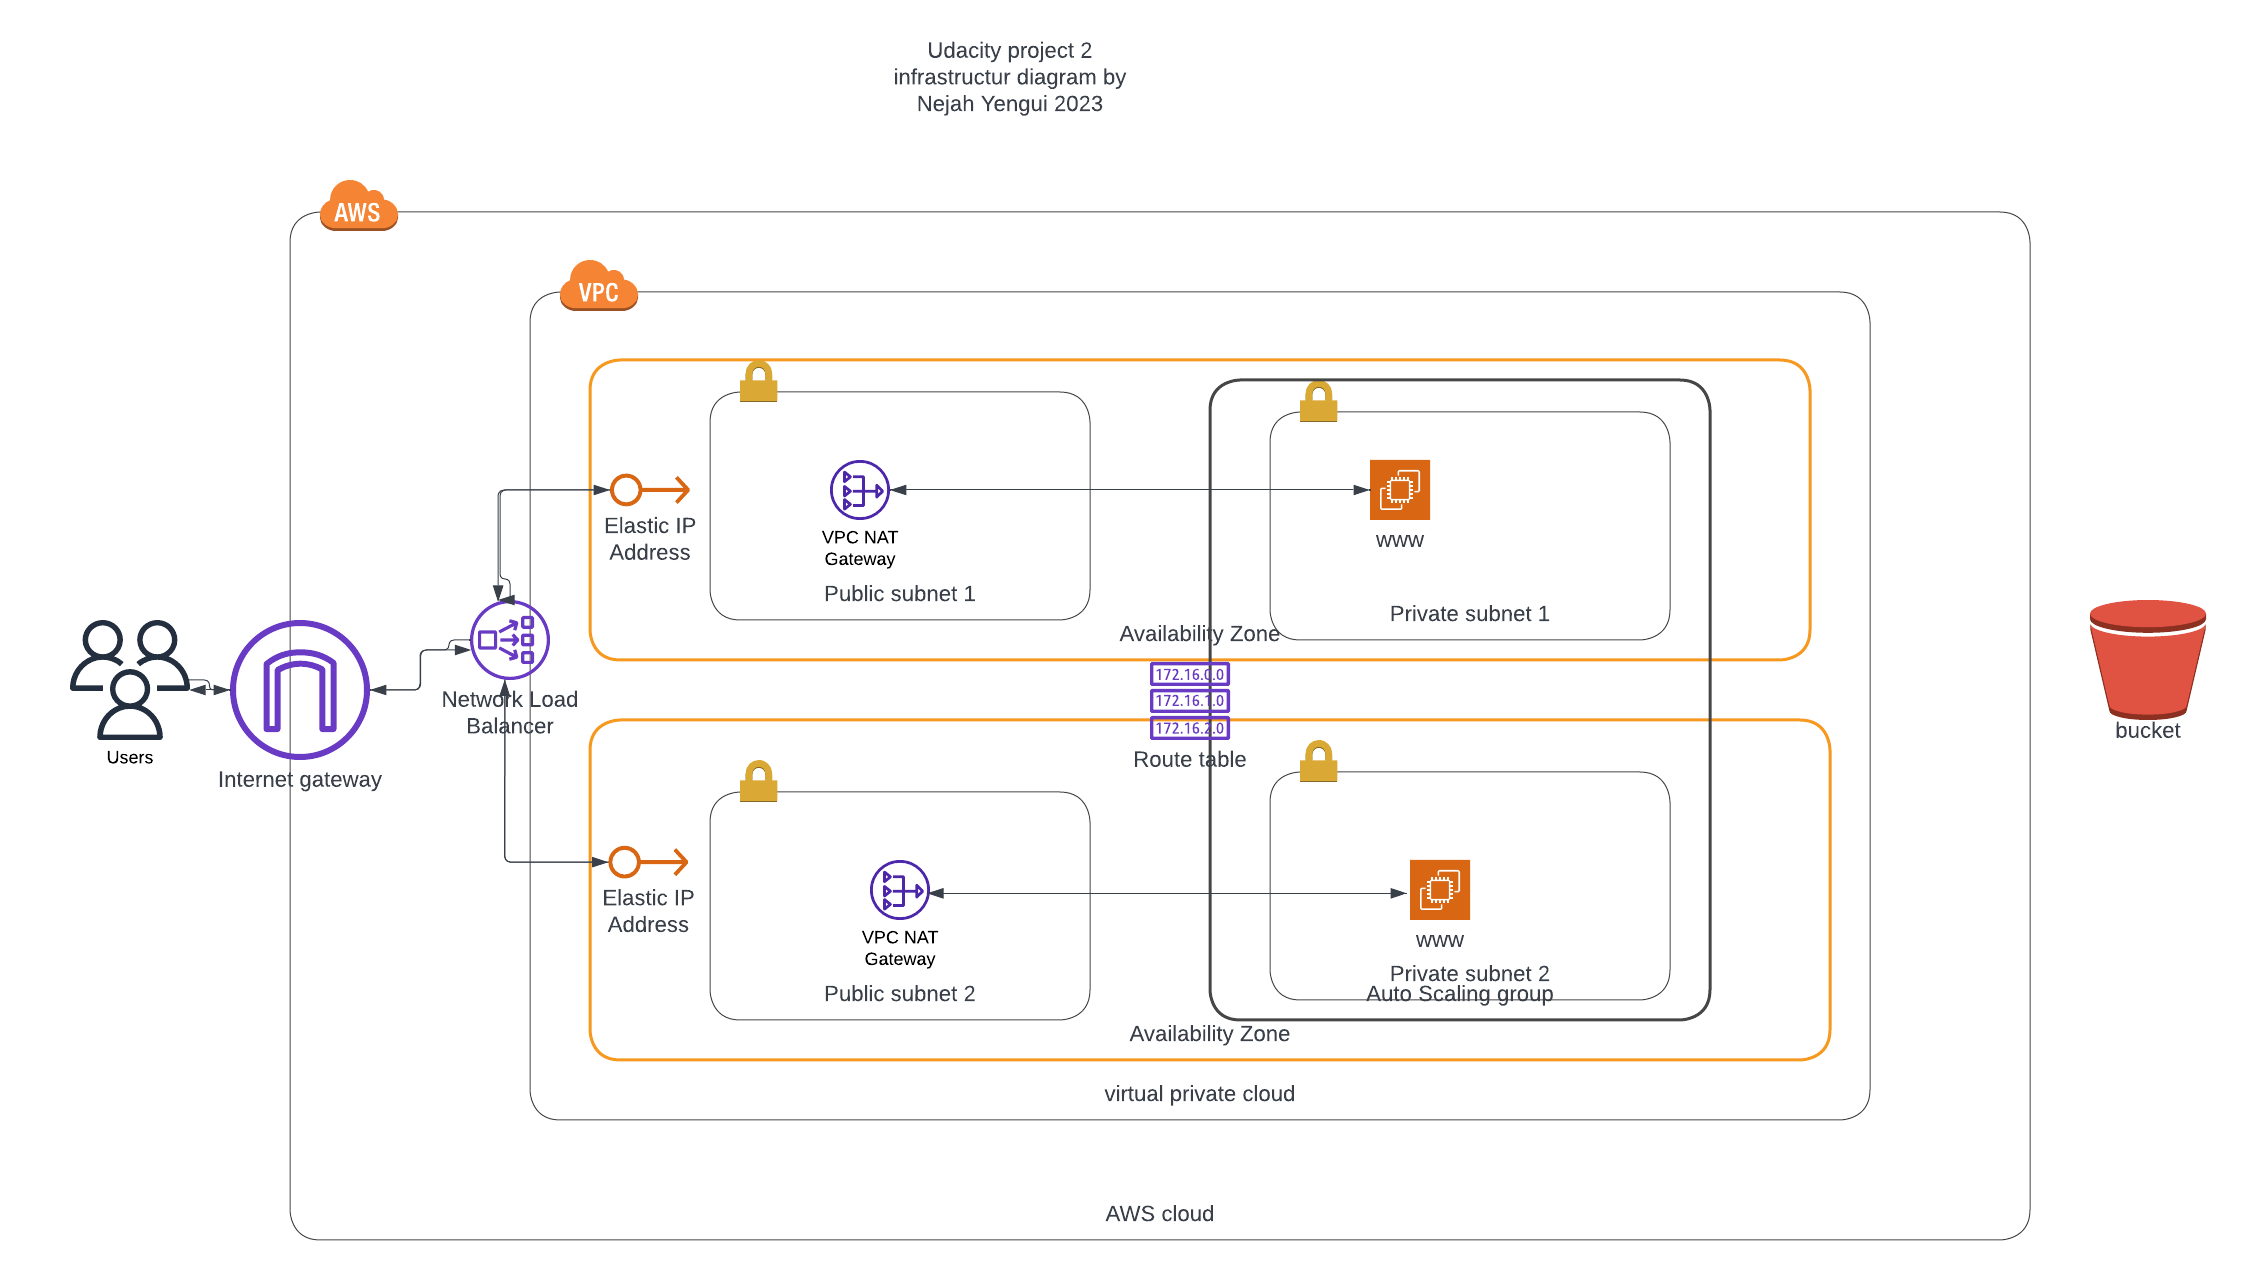 Udacity project 2
infrastructur diagram by
Nejah Yengui 2023
AWS
VPC
Elastic IP
Address
VPC NAT
Gateway
Public subnet 1
www
Private subnet 1
Availability Zone
172.16.0.0
172.16.1.0
172.16.2.0
Route table
Users
Internet gateway
Network Load
Balancer
bucket
Elastic IP
Address
VPC NAT
Gateway
Public subnet 2
www
Private subnet 2
Auto Scaling group
Availability Zone
virtual private cloud
AWS cloud